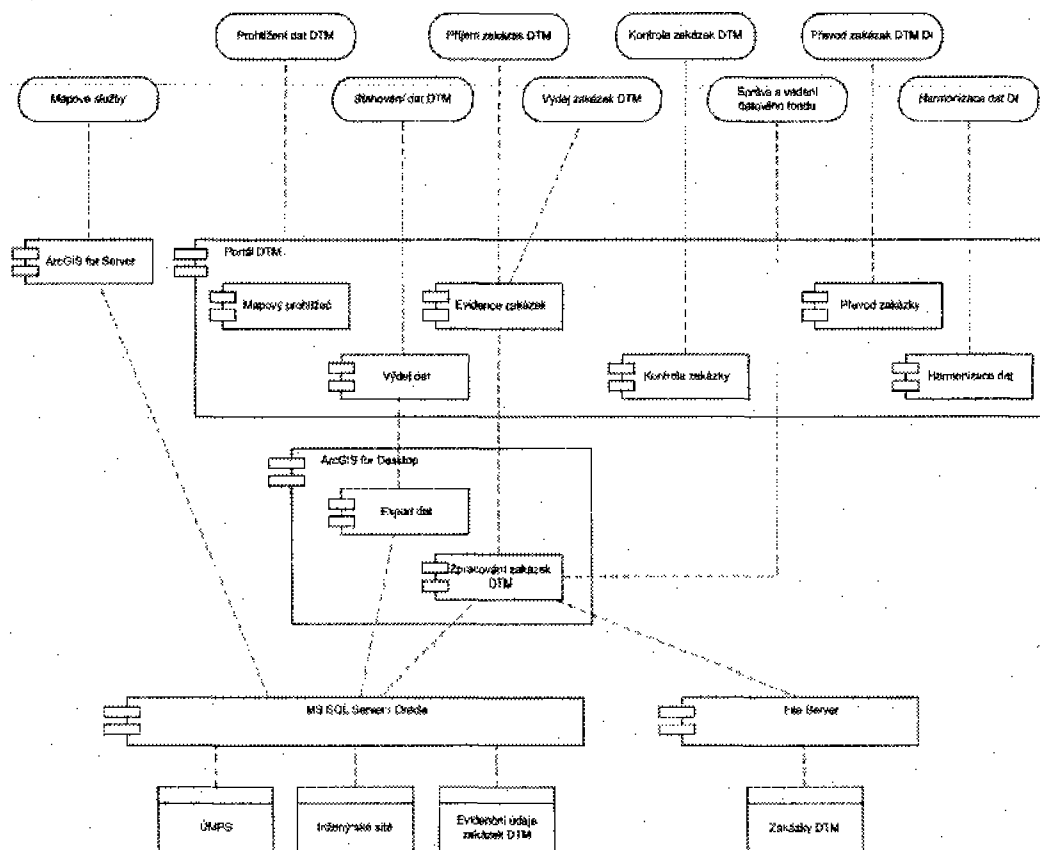 Prohlížení dat DTM
Příjem zakázek DTM
Kontrola zakázek DTM
Převod zakázek DTM DI
Mapové služby
Stahování dat DTM
Výdej zakázek DTM
Správa a vedení
datového fondu
Harmonizace dat DI
ArcGIS for Server
Portál DTM
Mapový prohlížeč
Evidence zakázek
Převod zakázky
Výdej dat
Kontrola zakázky
Harmonizace dat
ArcGIS for Desktop
Export dat
Zpracování zakázek
DTM
MS SQL Server / Oracle
File Server
ÚMPS
Inženýrské sítě
Evidenční údaje
zakázek DTM
Zakázky DTM